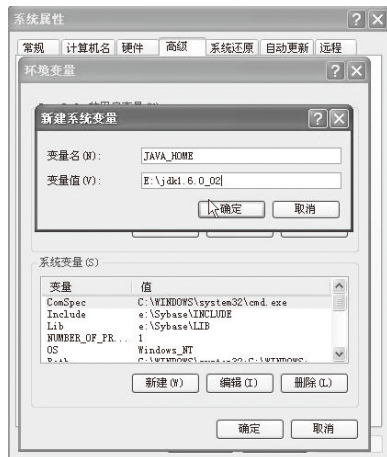 系统属性
常规 计算机名 硬件 高级 系统还原 自动更新 远程
环境变量
新建系统变量
变量名(N): JAVA_HOME
变量值(V): E:\jdk1.6.0_02
确定 取消
系统变量(S)
变量 值
ComSpec C:\WINDOWS\system32\cmd.exe
Include e:\Sybase\INCLUDE
Lib e:\Sybase\LIB
NUMBER_OF_PR... 1
OS Windows_NT
新建(W) 编辑(I) 删除(L)
确定 取消